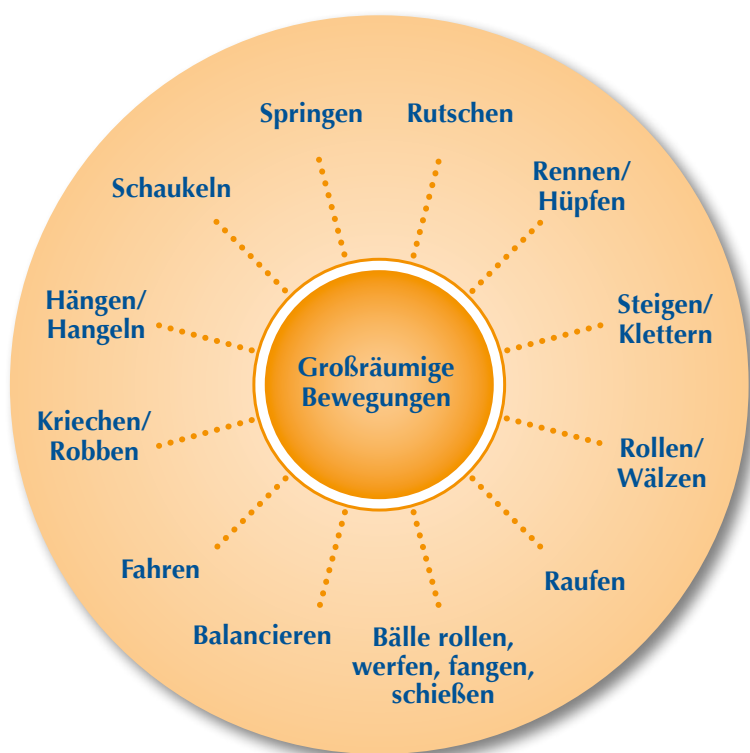 Springen
Rutschen
Rennen/
Hüpfen
Steigen/
Klettern
Rollen/
Wälzen
Raufen
Bälle rollen,
werfen, fangen,
schießen
Balancieren
Fahren
Kriechen/
Robben
Hängen/
Hangeln
Schaukeln
Großräumige
Bewegungen